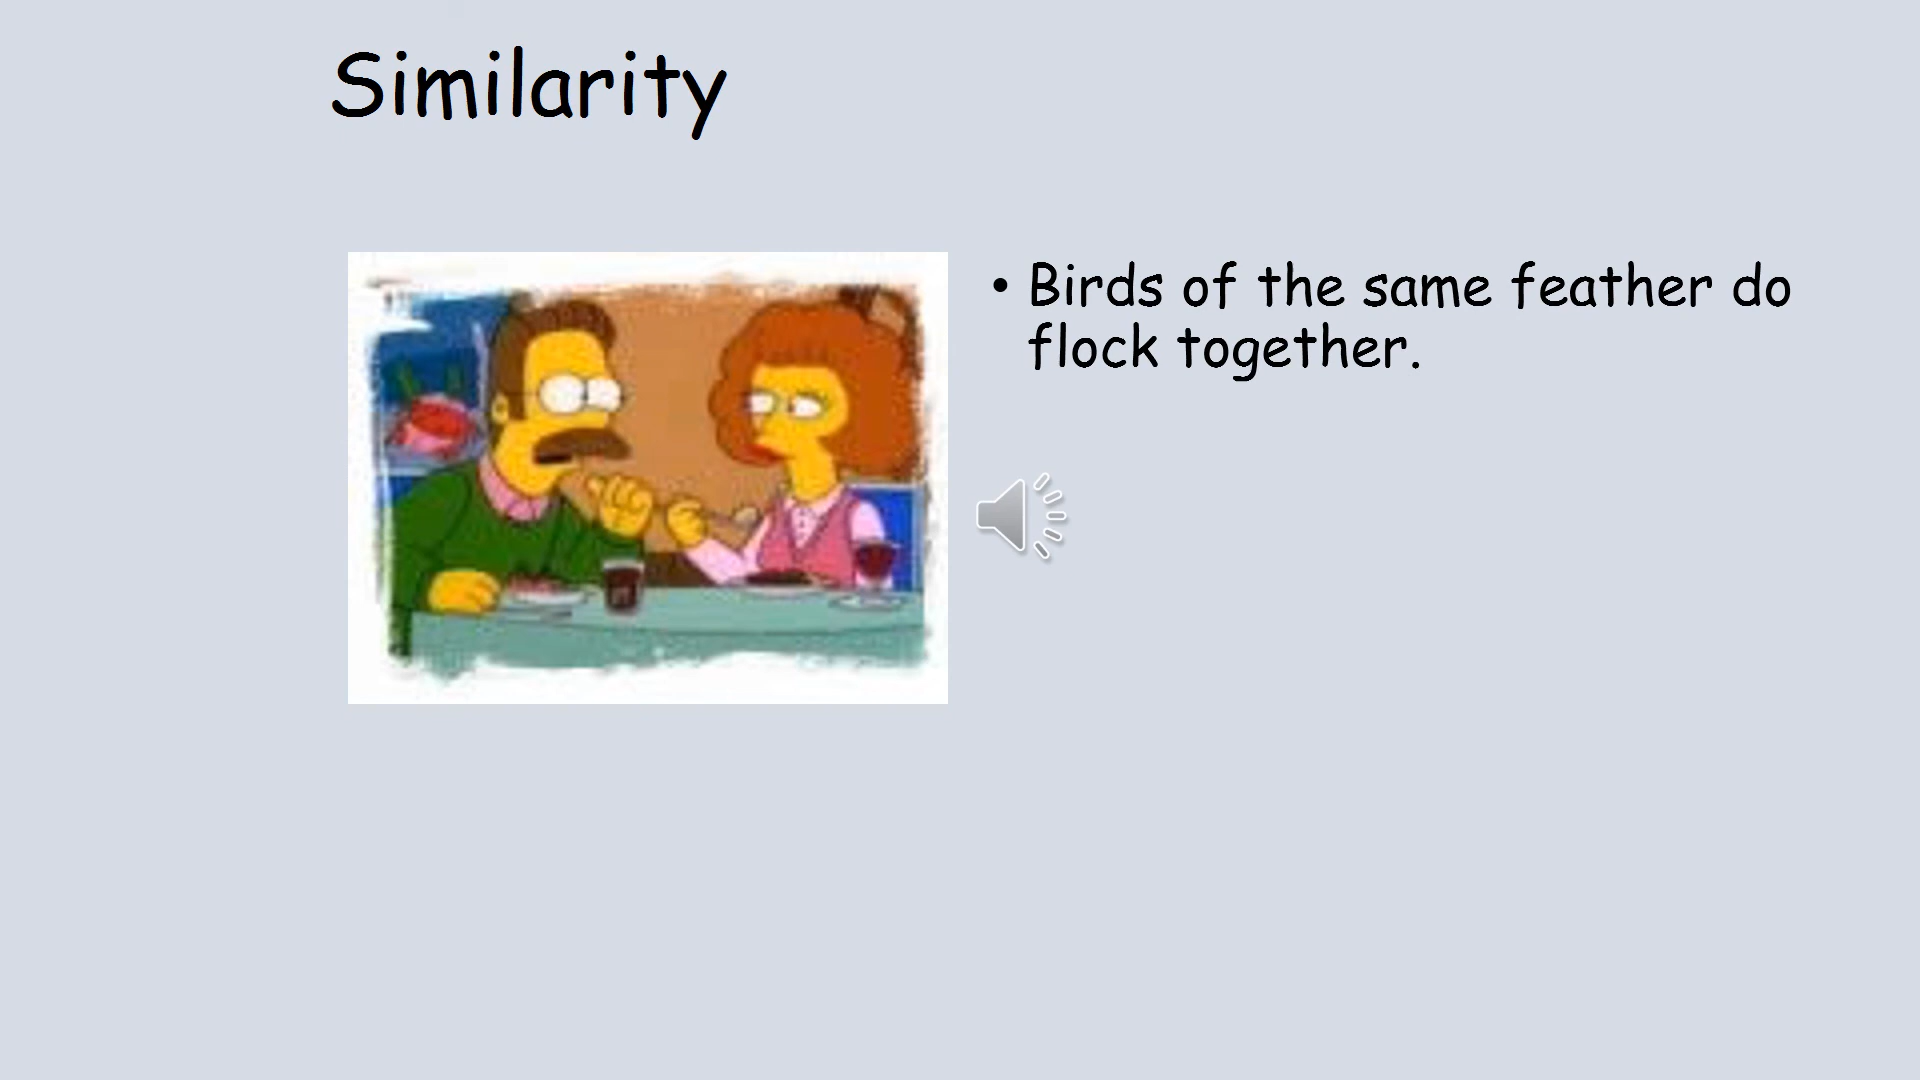 Similarity
• Birds of the same feather do
flock together.